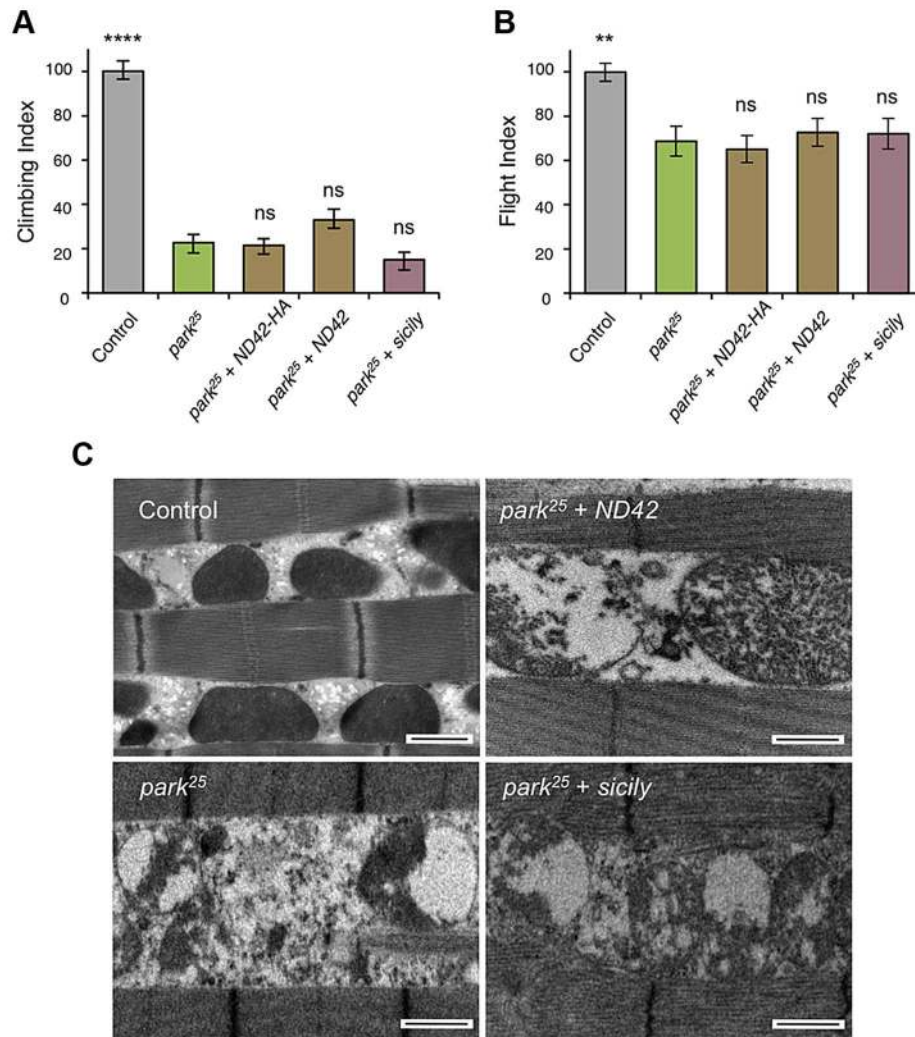 A
****
Climbing Index
100
80
60
40
20
0
ns
ns
ns
Control
park²⁵
park²⁵ + ND42-HA
park²⁵ + ND42
park²⁵ + sicily
B
**
Flight Index
100
80
60
40
20
0
ns
ns
ns
Control
park²⁵
park²⁵ + ND42-HA
park²⁵ + ND42
park²⁵ + sicily
C
Control
park²⁵ + ND42
park²⁵
park²⁵ + sicily